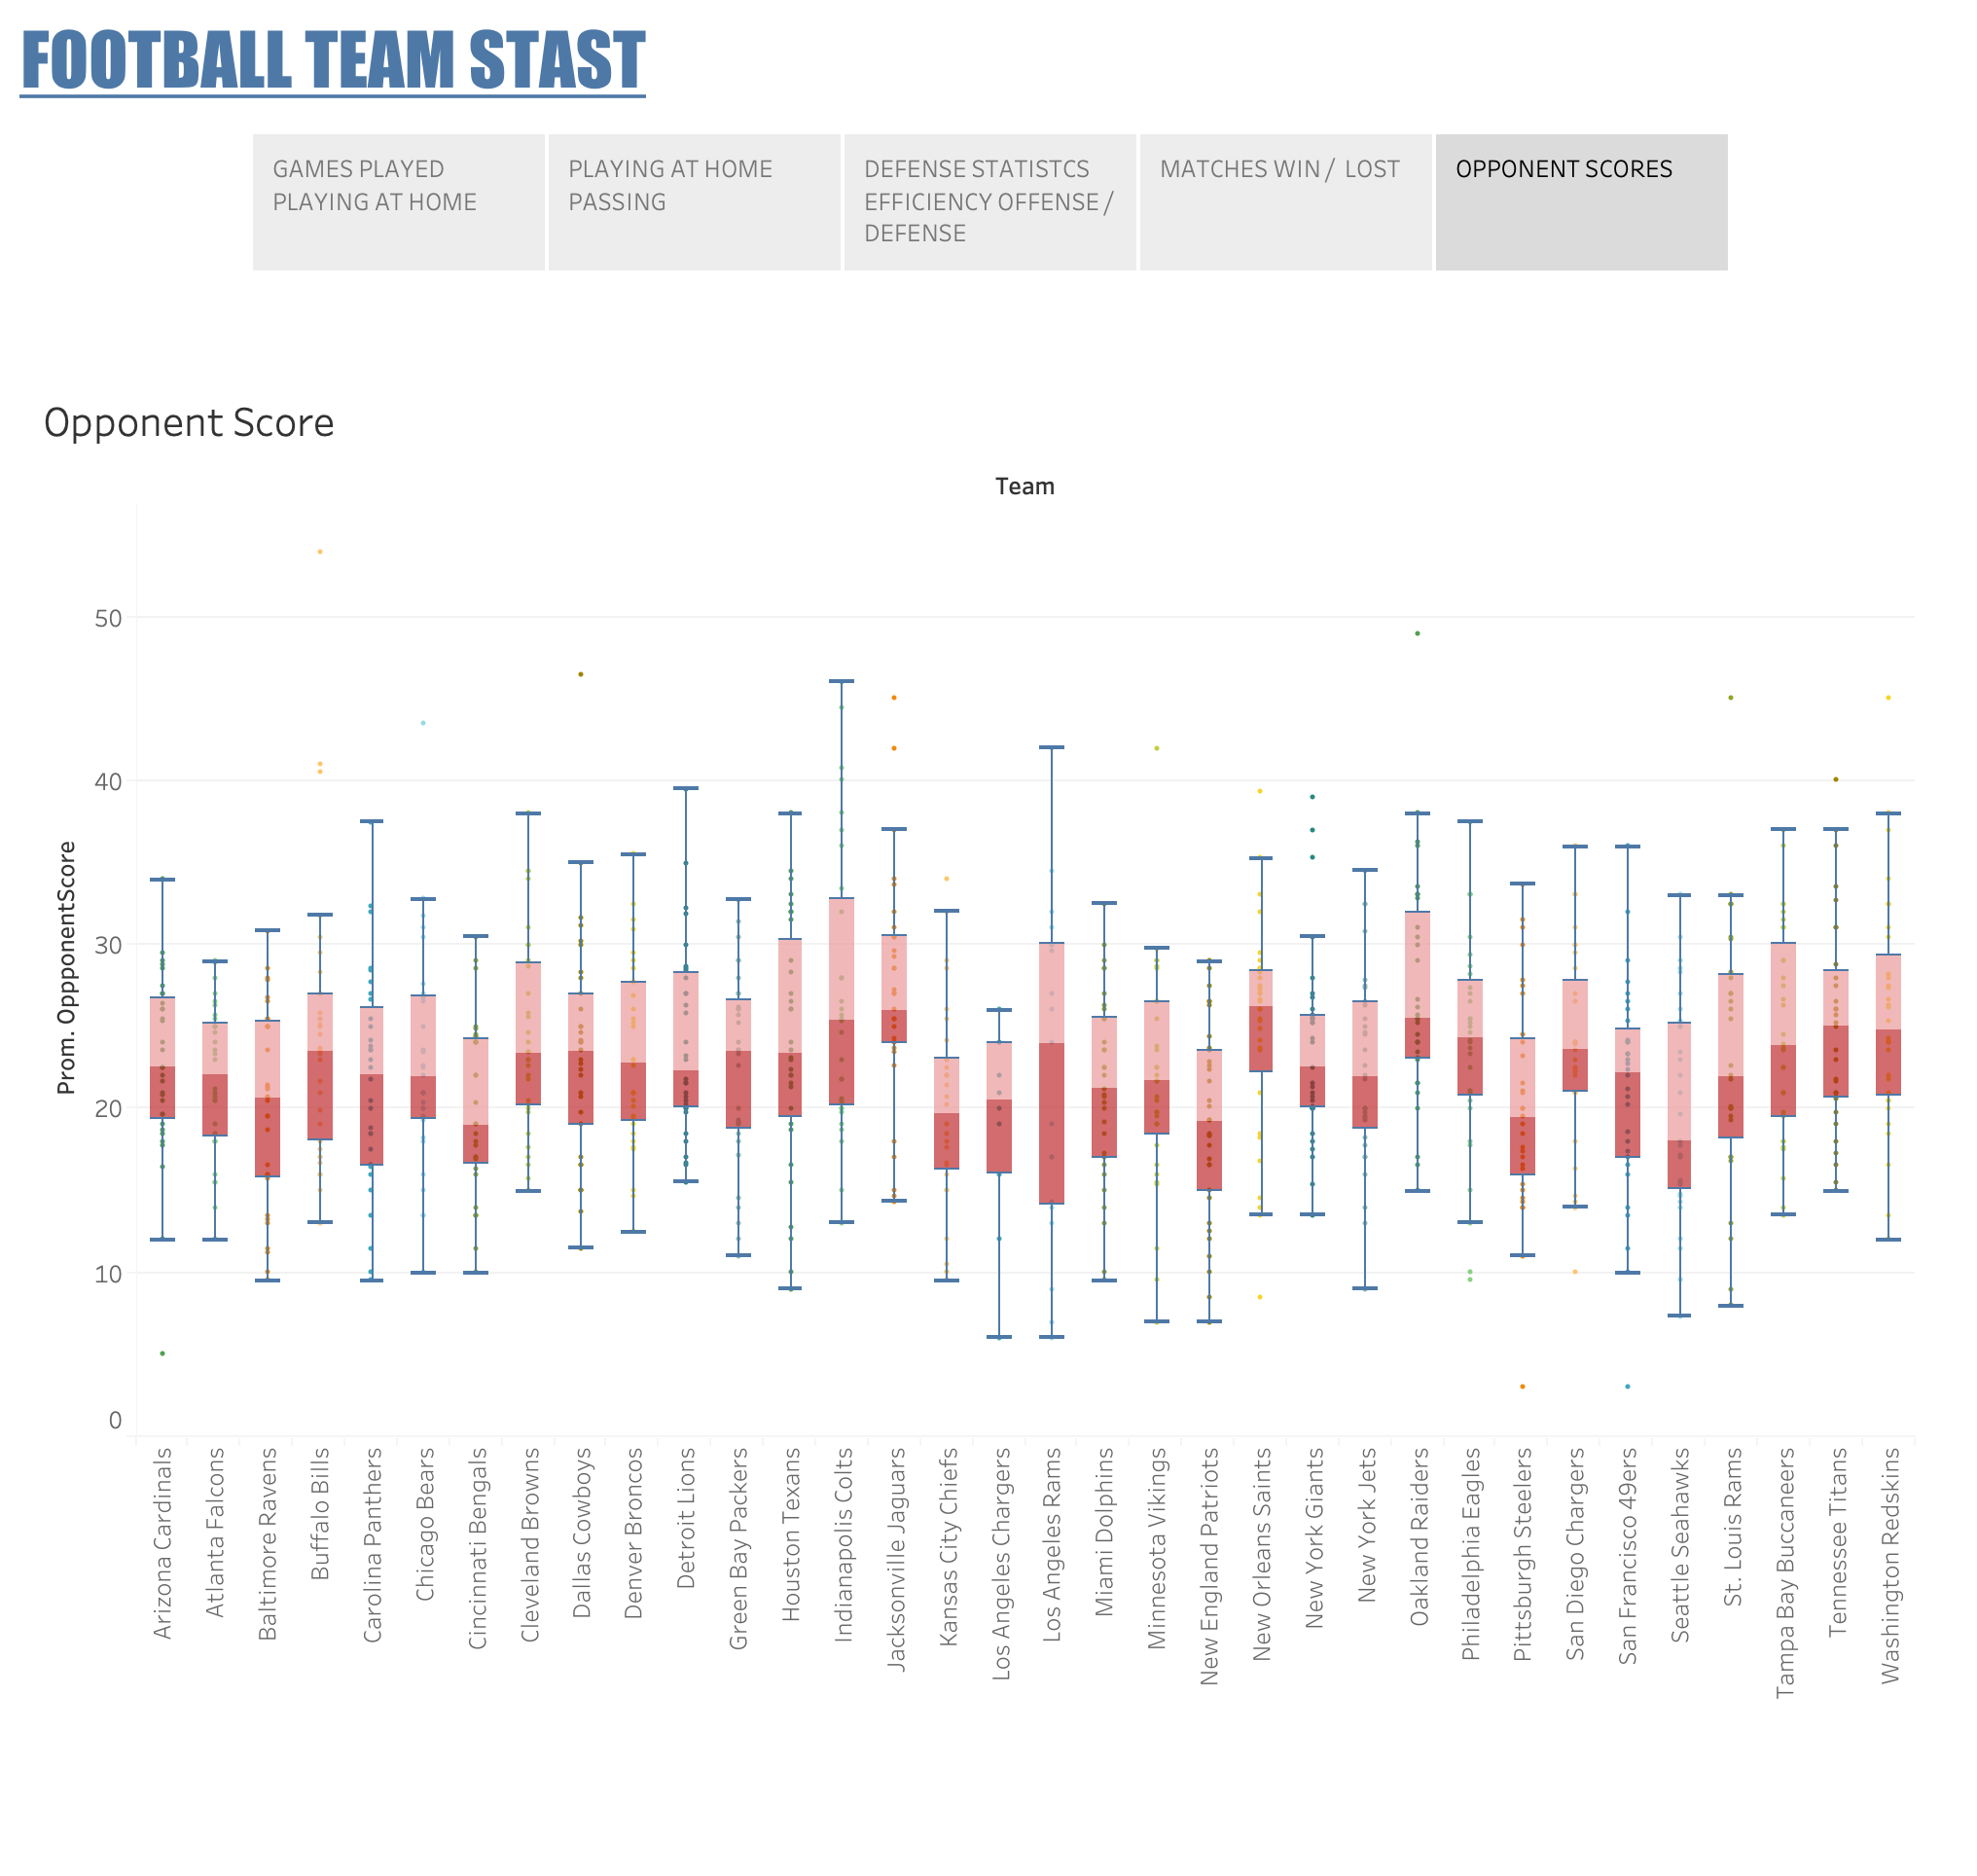 FOOTBALL TEAM STAST
GAMES PLAYED
PLAYING AT HOME
PLAYING AT HOME
PASSING
DEFENSE STATISTCS
EFFICIENCY OFFENSE /
DEFENSE
MATCHES WIN / LOST
OPPONENT SCORES
Opponent Score
Team
Prom. OpponentScore
50
40
30
20
10
0
Arizona Cardinals
Atlanta Falcons
Baltimore Ravens
Buffalo Bills
Carolina Panthers
Chicago Bears
Cincinnati Bengals
Cleveland Browns
Dallas Cowboys
Denver Broncos
Detroit Lions
Green Bay Packers
Houston Texans
Indianapolis Colts
Jacksonville Jaguars
Kansas City Chiefs
Los Angeles Chargers
Los Angeles Rams
Miami Dolphins
Minnesota Vikings
New England Patriots
New Orleans Saints
New York Giants
New York Jets
Oakland Raiders
Philadelphia Eagles
Pittsburgh Steelers
San Diego Chargers
San Francisco 49ers
Seattle Seahawks
St. Louis Rams
Tampa Bay Buccaneers
Tennessee Titans
Washington Redskins